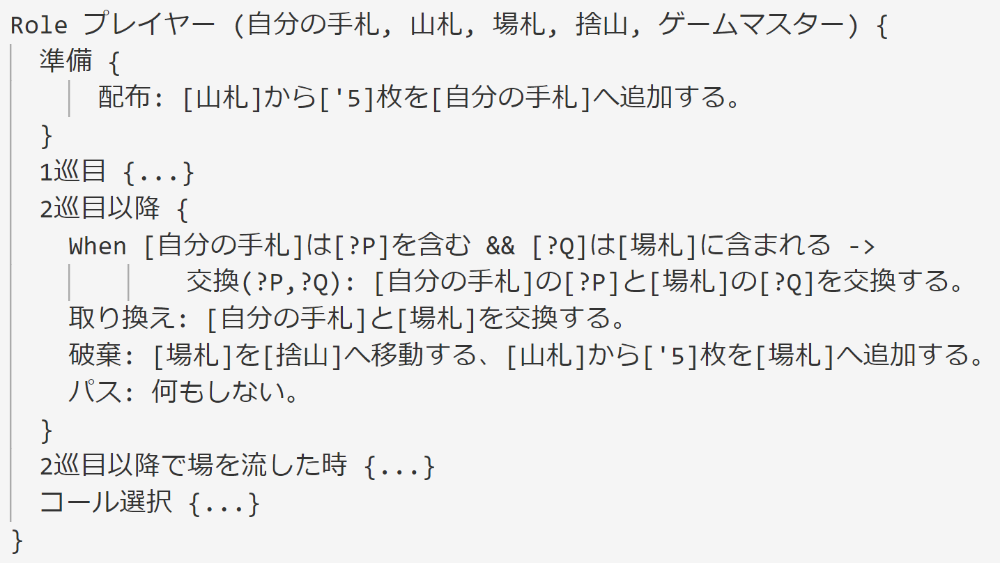 Role プレイヤー (自分の手札, 山札, 場札, 捨山, ゲームマスター) {
準備 {
配布: [山札]から['5]枚を[自分の手札]へ追加する。
}
1巡目 {...}
2巡目以降 {
When [自分の手札]は[?P]を含む && [?Q]は[場札]に含まれる ->
交換(?P,?Q): [自分の手札]の[?P]と[場札]の[?Q]を交換する。
取り換え: [自分の手札]と[場札]を交換する。
破棄: [場札]を[捨山]へ移動する、[山札]から['5]枚を[場札]へ追加する。
パス: 何もしない。
}
2巡目以降で場を流した時 {...}
コール選択 {...}
}